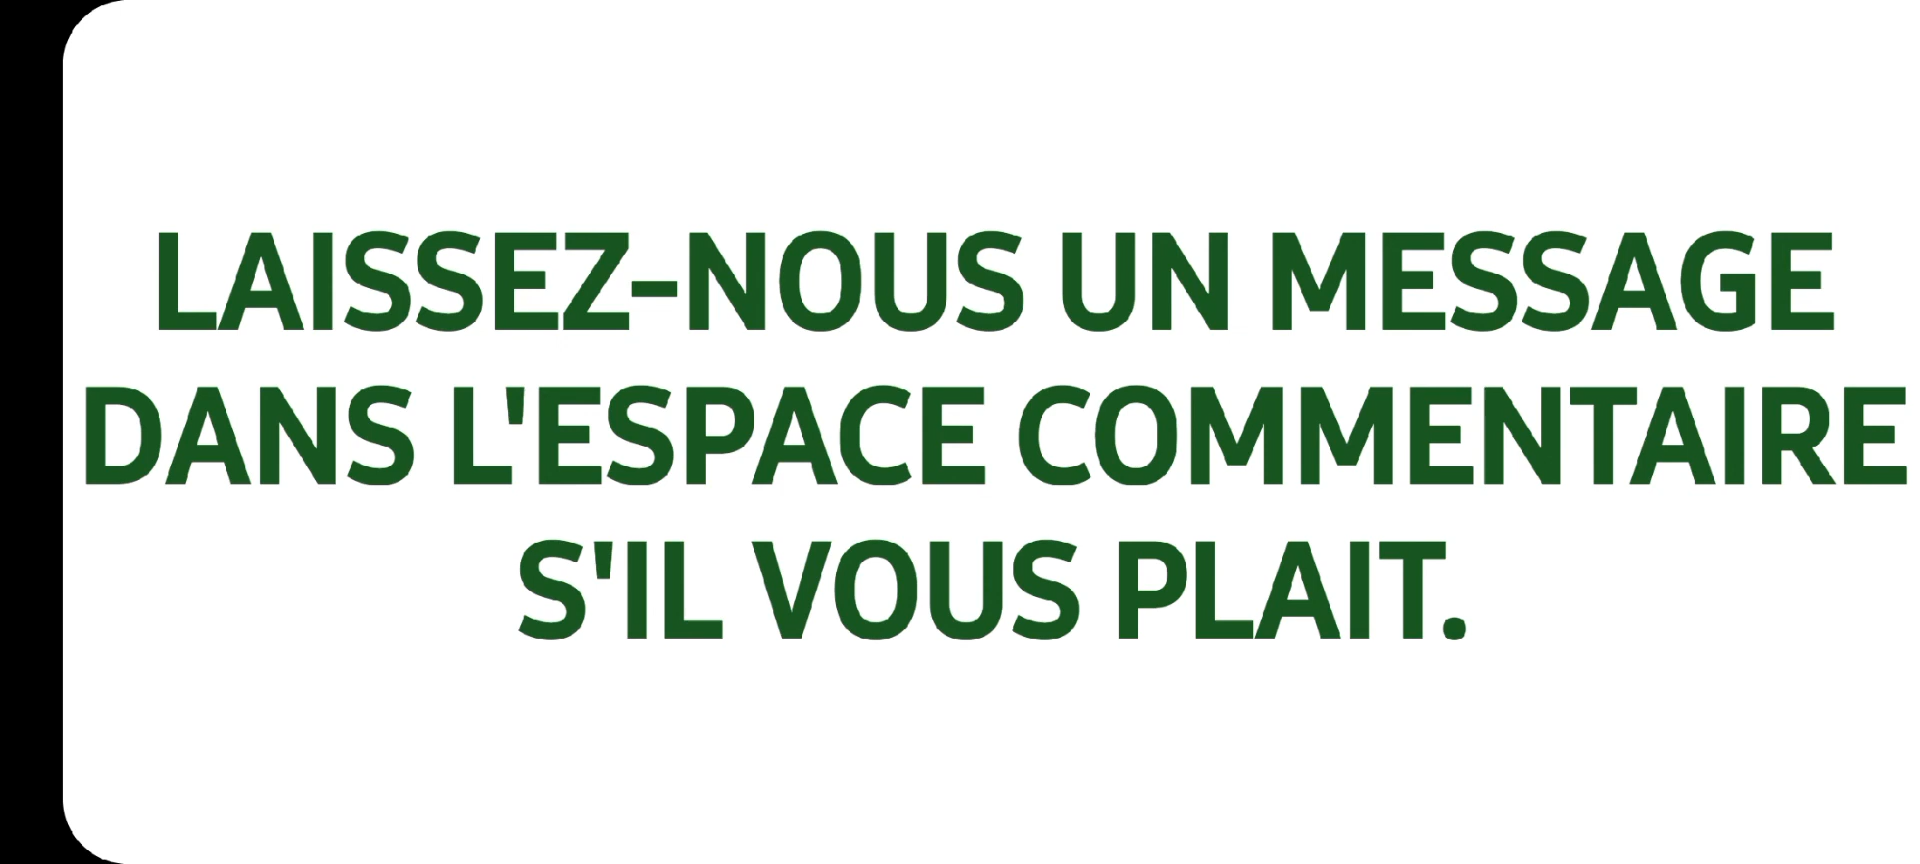 LAISSEZ-NOUS UN MESSAGE
DANS L'ESPACE COMMENTAIRE
S'IL VOUS PLAIT.